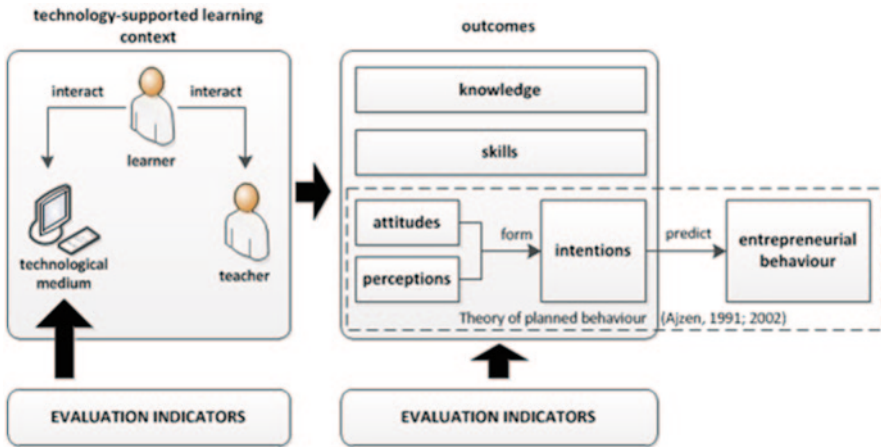 technology-supported learning
context
outcomes
interact
interact
learner
technological
medium
teacher
knowledge
skills
attitudes
perceptions
form
intentions
predict
entrepreneurial
behaviour
Theory of planned behaviour (Ajzen, 1991; 2002)
EVALUATION INDICATORS
EVALUATION INDICATORS